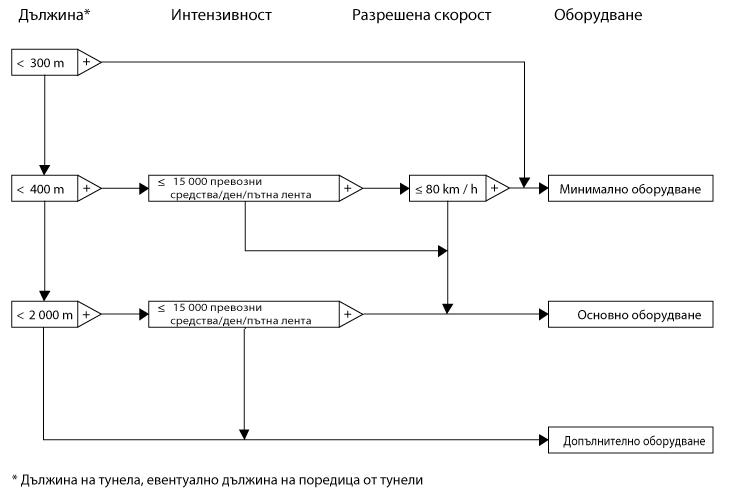 Дължина* Интензивност Разрешена скорост Оборудване
< 300 m +
< 400 m + ≤ 15 000 превозни
средства/ден/пътна лента + ≤ 80 km / h + Минимално оборудване
< 2 000 m + ≤ 15 000 превозни
средства/ден/пътна лента + Основно оборудване
Допълнително оборудване
* Дължина на тунела, евентуално дължина на поредица от тунели